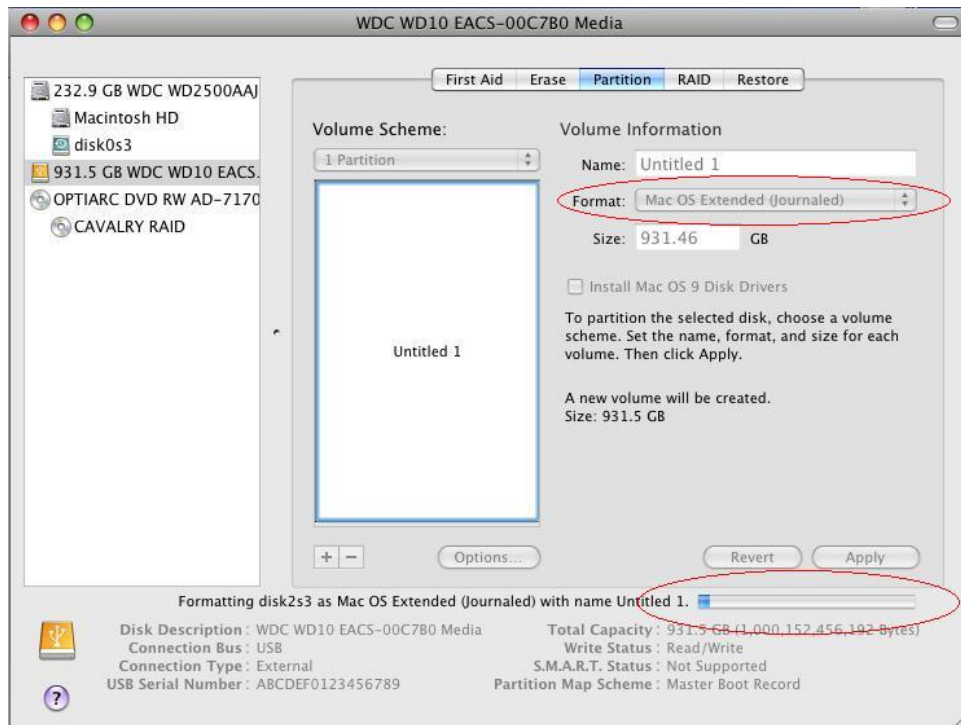 WDC WD10 EACS-00C7B0 Media
232.9 GB WDC WD2500AAJ
Macintosh HD
disk0s3
931.5 GB WDC WD10 EACS.
OPTIARC DVD RW AD-7170
CAVALRY RAID
First Aid Erase Partition RAID Restore
Volume Scheme:
1 Partition
Untitled 1
+ − Options...
Volume Information
Name: Untitled 1
Format: Mac OS Extended (Journaled)
Size: 931.46 GB
Install Mac OS 9 Disk Drivers
To partition the selected disk, choose a volume
scheme. Set the name, format, and size for each
volume. Then click Apply.
A new volume will be created.
Size: 931.5 GB
Revert Apply
Formatting disk2s3 as Mac OS Extended (Journaled) with name Untitled 1.
Disk Description : WDC WD10 EACS-00C7B0 Media
Connection Bus : USB
Connection Type : External
USB Serial Number : ABCDEF0123456789
Total Capacity : 931.5 GB (1,000,152,456,192 Bytes)
Write Status : Read/Write
S.M.A.R.T. Status : Not Supported
Partition Map Scheme : Master Boot Record
?